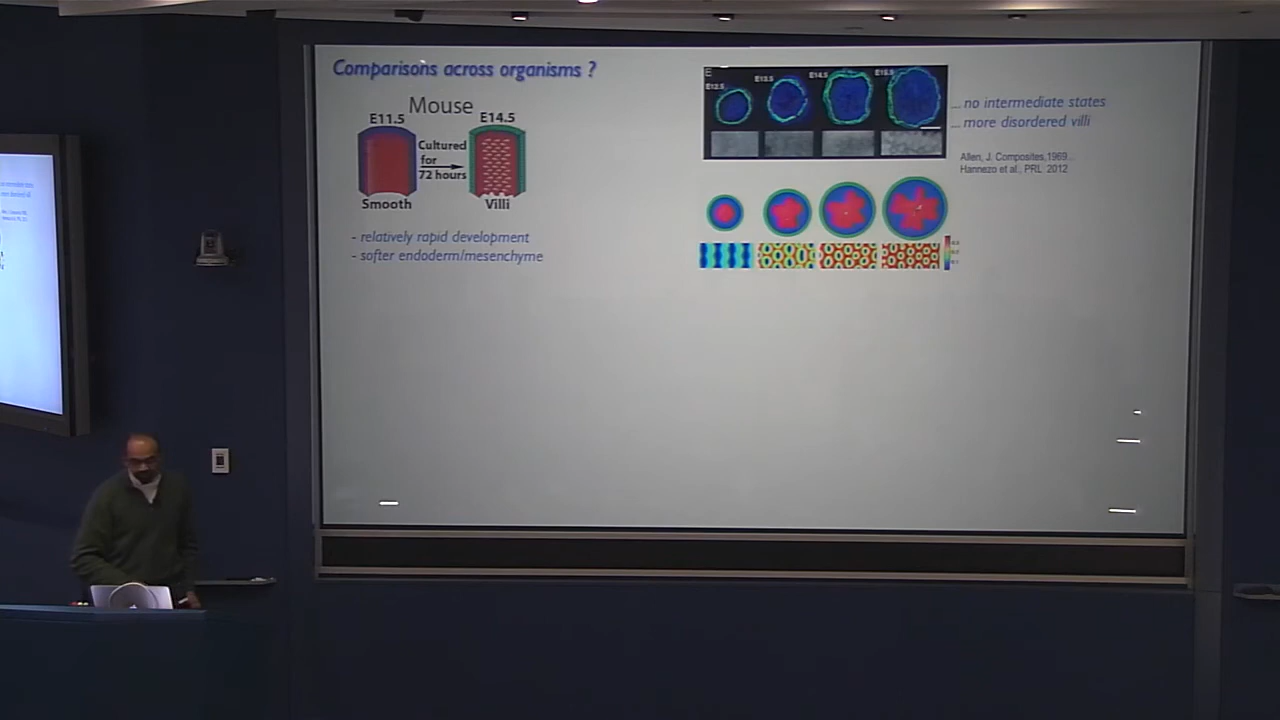 Comparisons across organisms ?
Mouse
E11.5
E14.5
Cultured
for
72 hours
Smooth
Villi
- relatively rapid development
- softer endoderm/mesenchyme
E
E12.5
E13.5
E14.5
E15.5
... no intermediate states
... more disordered villi
Allen, J. Composites,1969...
Hannezo et al., PRL 2012